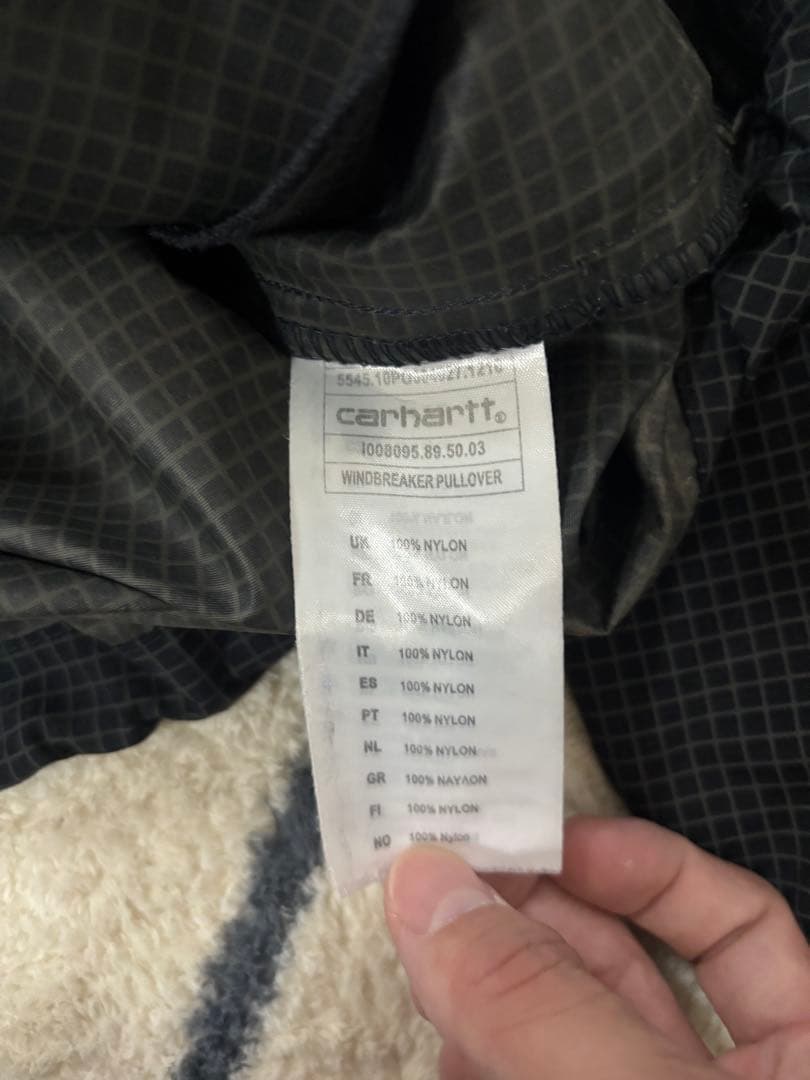 carhartt®
I008095.89.50.03
WINDBREAKER PULLOVER
UK 100% NYLON
FR 100% NYLON
DE 100% NYLON
IT 100% NYLON
ES 100% NYLON
PT 100% NYLON
NL 100% NYLON
GR 100% ΝΑΥΛΟΝ
FI 100% NYLON
NO 100% Nylon